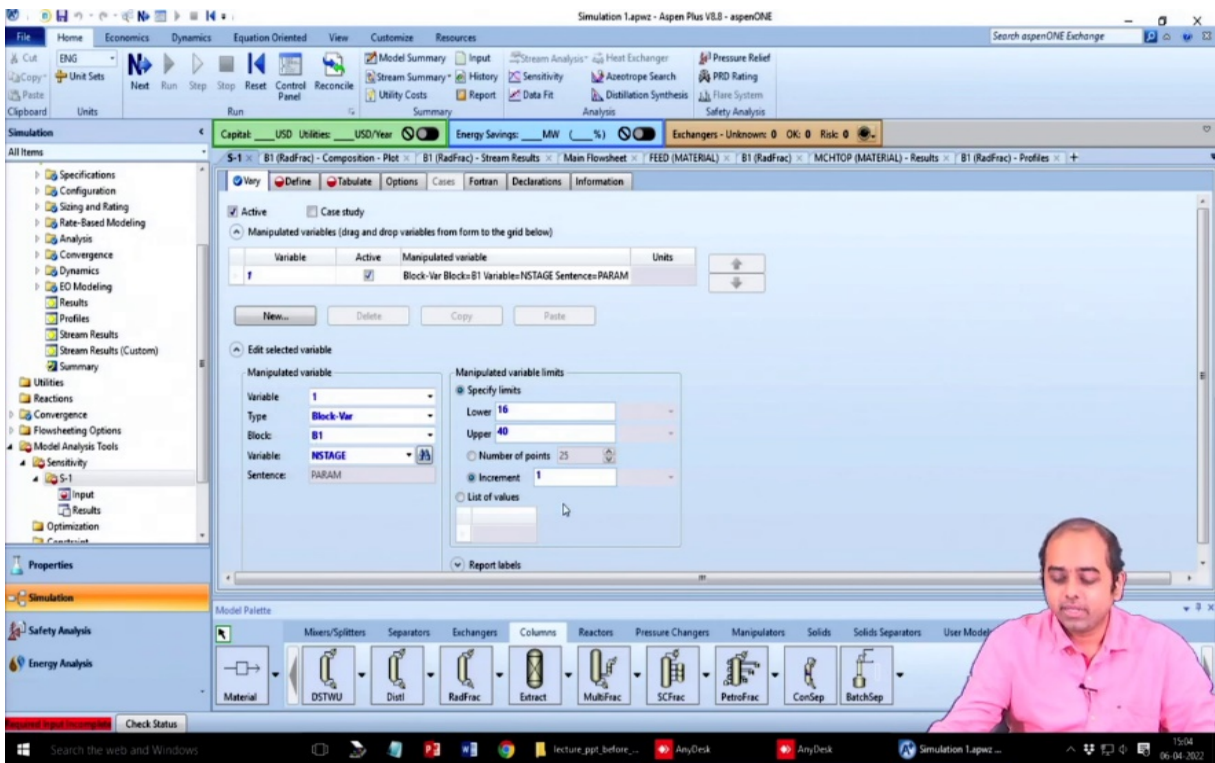 Simulation 1.apwz - Aspen Plus V8.8 - aspenONE
File Home Economics Dynamics Equation Oriented View Customize Resources Search aspenONE Exchange
Cut ENG Model Summary Input Stream Analysis Heat Exchanger Pressure Relief
Copy Unit Sets Next Run Step Stop Reset Control Panel Reconcile Stream Summary History Sensitivity Azeotrope Search PRD Rating
Paste Utility Costs Report Data Fit Distillation Synthesis Flare System
Clipboard Units Run Summary Analysis Safety Analysis
Simulation Capital: ____USD Utilities: ____USD/Year Energy Savings: ____MW (____%) Exchangers - Unknown: 0 OK: 0 Risk: 0
All Items S-1 B1 (RadFrac) - Composition - Plot B1 (RadFrac) - Stream Results Main Flowsheet FEED (MATERIAL) B1 (RadFrac) MCHTOP (MATERIAL) - Results B1 (RadFrac) - Profiles +
Specifications
Configuration
Sizing and Rating
Rate-Based Modeling
Analysis
Convergence
Dynamics
EO Modeling
Results
Profiles
Stream Results
Stream Results (Custom)
Summary
Utilities
Reactions
Convergence
Flowsheeting Options
Model Analysis Tools
Sensitivity
S-1
Input
Results
Optimization
Constraint
Properties
Simulation
Safety Analysis
Energy Analysis
Vary Define Tabulate Options Cases Fortran Declarations Information
Active Case study
Manipulated variables (drag and drop variables from form to the grid below)
Variable Active Manipulated variable Units
1 Block-Var Block=B1 Variable=NSTAGE Sentence=PARAM
New... Delete Copy Paste
Edit selected variable
Manipulated variable
Variable 1
Type Block-Var
Block: B1
Variable: NSTAGE
Sentence: PARAM
Manipulated variable limits
Specify limits
Lower 16
Upper 40
Number of points 25
Increment 1
List of values
Report labels
Model Palette
Mixers/Splitters Separators Exchangers Columns Reactors Pressure Changers Manipulators Solids Solids Separators User Model
Material DSTWU Distl RadFrac Extract MultiFrac SCFrac PetroFrac ConSep BatchSep
Required Input Incomplete Check Status
Search the web and Windows lecture_ppt_before_... AnyDesk AnyDesk Simulation 1.apwz ... 15:04
06-04-2022